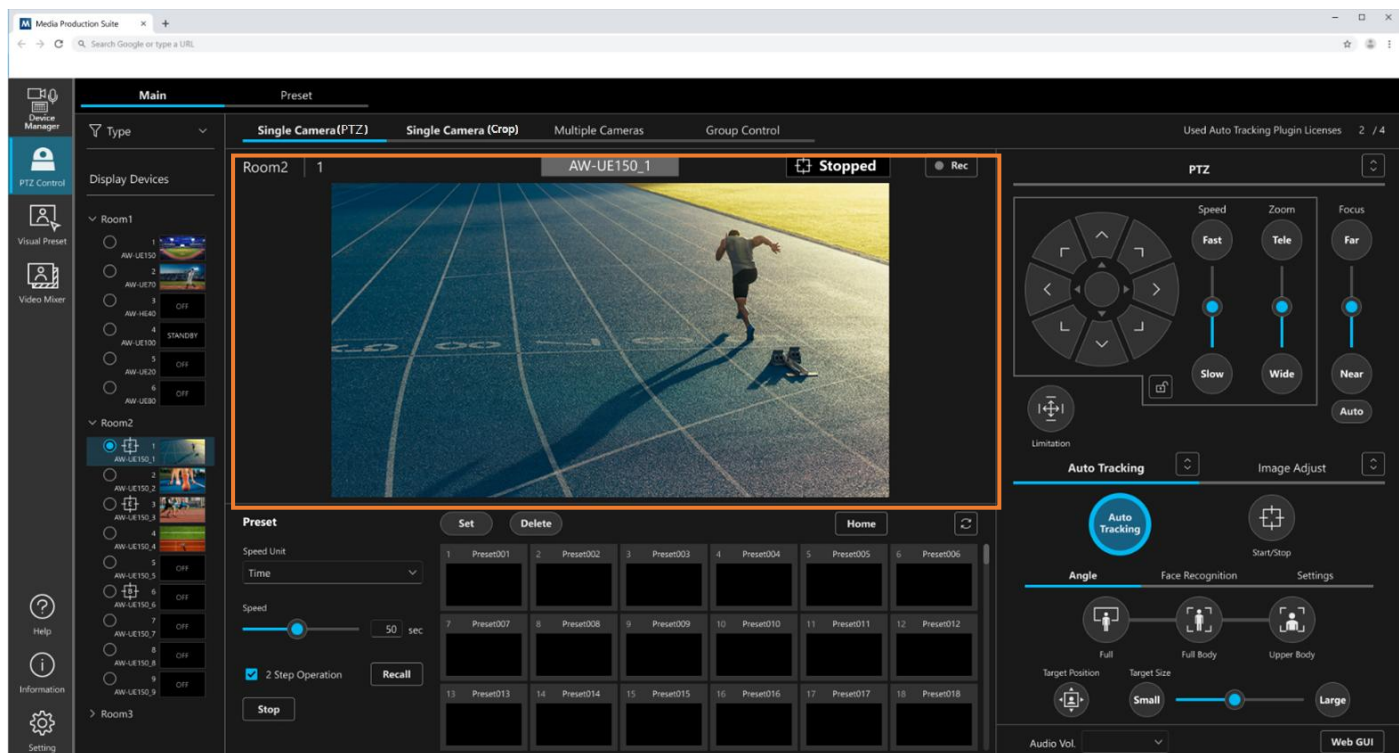 Media Production Suite
Search Google or type a URL
Device Manager
PTZ Control
Visual Preset
Video Mixer
Help
Information
Setting
Main
Preset
Type
Display Devices
Room1
1
AW-UE150
2
AW-UE70
3
AW-HE40
OFF
4
AW-UE100
STANDBY
5
AW-UE20
OFF
6
AW-UE80
OFF
Room2
1
AW-UE150_1
2
AW-UE150_2
3
AW-UE150_3
4
AW-UE150_4
5
AW-UE150_5
OFF
6
AW-UE150_6
OFF
7
AW-UE150_7
OFF
8
AW-UE150_8
OFF
9
AW-UE150_9
OFF
Room3
Single Camera(PTZ)
Single Camera (Crop)
Multiple Cameras
Group Control
Used Auto Tracking Plugin Licenses 2 / 4
Room2 1
AW-UE150_1
Stopped
Rec
Preset
Set
Delete
Home
Speed Unit
Time
Speed
50 sec
2 Step Operation
Recall
Stop
1 Preset001
2 Preset002
3 Preset003
4 Preset004
5 Preset005
6 Preset006
7 Preset007
8 Preset008
9 Preset009
10 Preset010
11 Preset011
12 Preset012
13 Preset013
14 Preset014
15 Preset015
16 Preset016
17 Preset017
18 Preset018
PTZ
Speed
Zoom
Focus
Fast
Tele
Far
Slow
Wide
Near
Auto
Limitation
Auto Tracking
Image Adjust
Auto Tracking
Start/Stop
Angle
Face Recognition
Settings
Full
Full Body
Upper Body
Target Position
Target Size
Small
Large
Audio Vol.
Web GUI